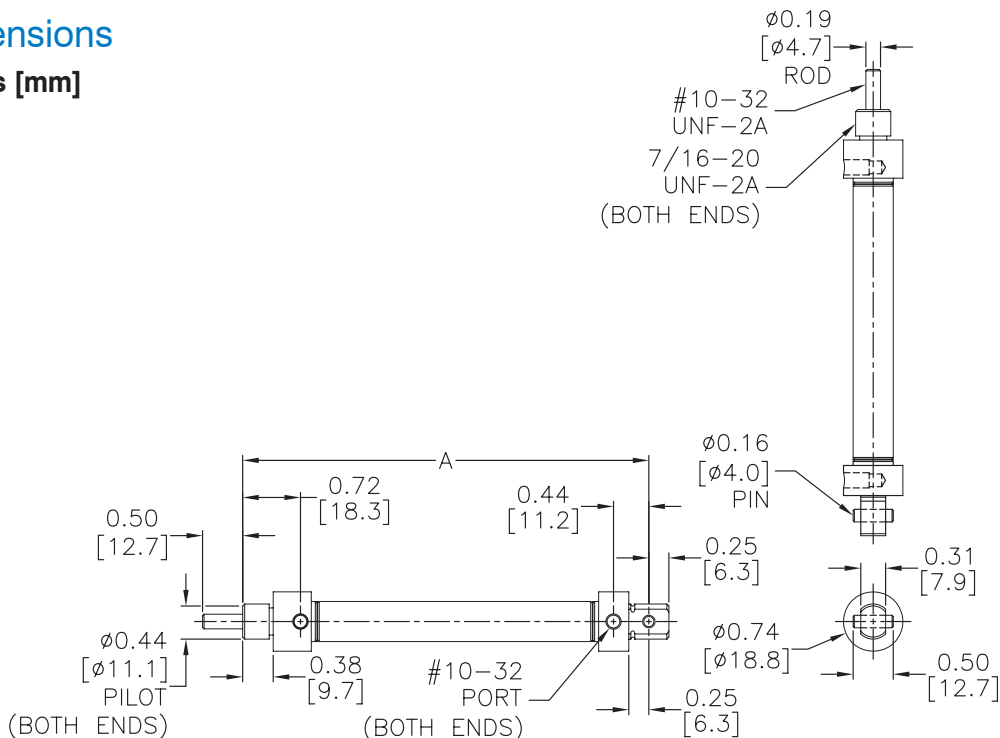 ensions
s [mm]
ø0.19
[ø4.7]
ROD
#10-32
UNF-2A
7/16-20
UNF-2A
(BOTH ENDS)
ø0.16
[ø4.0]
PIN
A
0.72
[18.3]
0.44
[11.2]
0.50
[12.7]
0.25
[6.3]
0.31
[7.9]
ø0.44
[ø11.1]
PILOT
(BOTH ENDS)
0.38
[9.7]
#10-32
PORT
(BOTH ENDS)
0.25
[6.3]
ø0.74
[ø18.8]
0.50
[12.7]